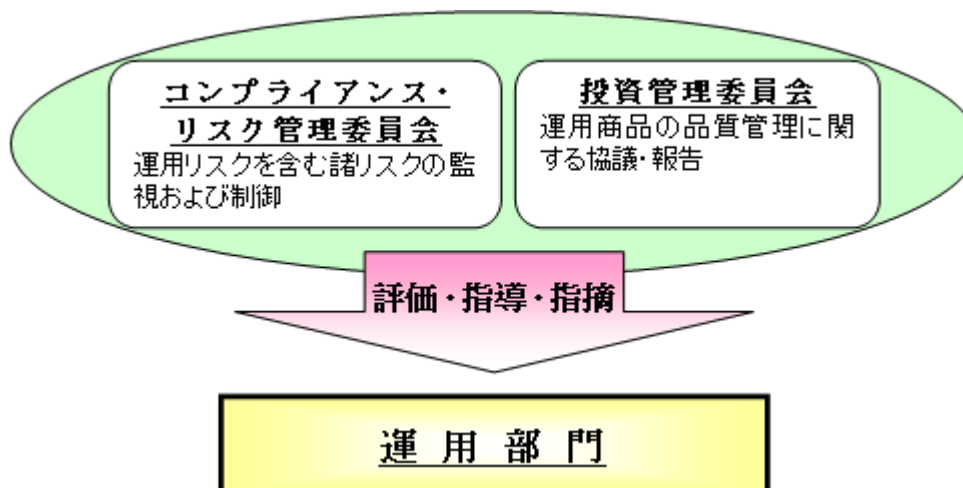 コンプライアンス・
リスク管理委員会
運用リスクを含む諸リスクの監
視および制御
投資管理委員会
運用商品の品質管理に関
する協議・報告
評価・指導・指摘
運用部門